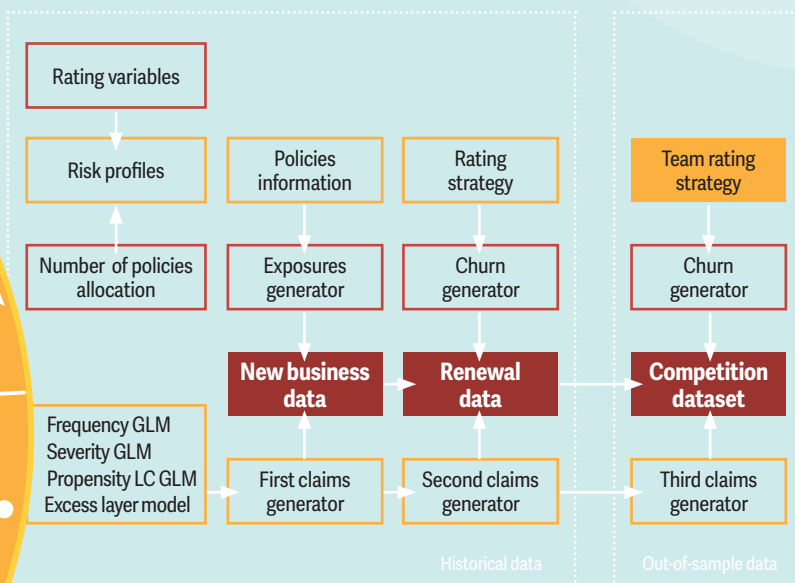 Rating variables
Risk profiles
Policies
information
Rating
strategy
Team rating
strategy
Number of policies
allocation
Exposures
generator
Churn
generator
Churn
generator
New business
data
Renewal
data
Competition
dataset
Frequency GLM
Severity GLM
Propensity LC GLM
Excess layer model
First claims
generator
Second claims
generator
Third claims
generator
Historical data
Out-of-sample data